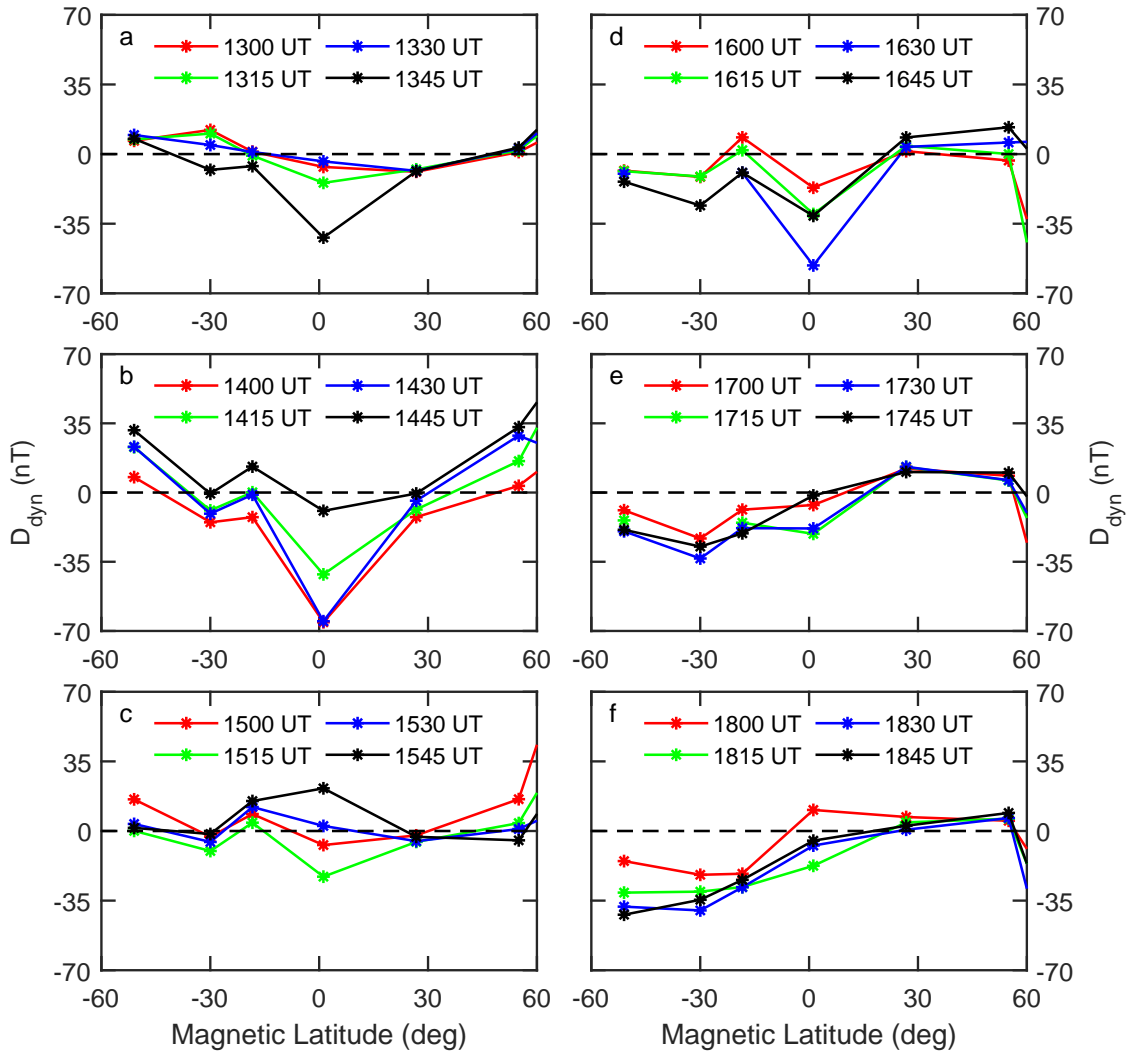 a
1300 UT 1330 UT
1315 UT 1345 UT
70
35
0
-35
-70
-60 -30 0 30 60
d
1600 UT 1630 UT
1615 UT 1645 UT
70
35
0
-35
-70
-60 -30 0 30 60
b
1400 UT 1430 UT
1415 UT 1445 UT
70
35
0
-35
-70
-60 -30 0 30 60
D_dyn (nT)
e
1700 UT 1730 UT
1715 UT 1745 UT
70
35
0
-35
-70
-60 -30 0 30 60
D_dyn (nT)
c
1500 UT 1530 UT
1515 UT 1545 UT
70
35
0
-35
-70
-60 -30 0 30 60
Magnetic Latitude (deg)
f
1800 UT 1830 UT
1815 UT 1845 UT
70
35
0
-35
-70
-60 -30 0 30 60
Magnetic Latitude (deg)